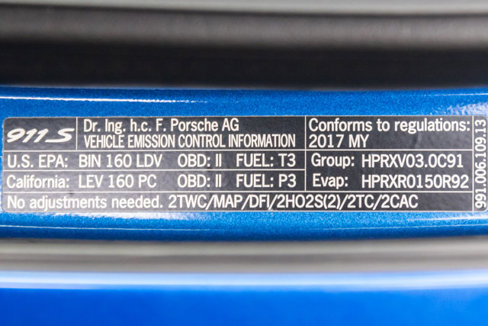 911 S
Dr. Ing. h.c. F. Porsche AG
VEHICLE EMISSION CONTROL INFORMATION
Conforms to regulations:
2017 MY
U.S. EPA: BIN 160 LDV OBD: II FUEL: T3
Group: HPRXV03.0C91
California: LEV 160 PC OBD: II FUEL: P3
Evap: HPRXR0150R92
No adjustments needed. 2TWC/MAP/DFI/2HO2S(2)/2TC/2CAC
991.006.109.13